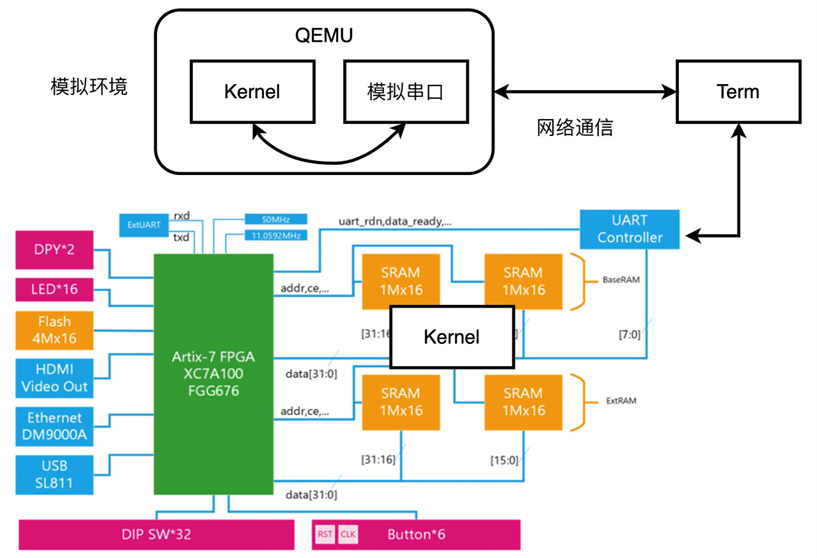 QEMU
模拟环境
Kernel
模拟串口
Term
网络通信
ExtUART
rxd
txd
50MHz
11.0592MHz
uart_rdn,data_ready,...
UART
Controller
DPY*2
LED*16
Flash
4Mx16
HDMI
Video Out
Ethernet
DM9000A
USB
SL811
Artix-7 FPGA
XC7A100
FGG676
addr,ce,...
SRAM
1Mx16
SRAM
1Mx16
BaseRAM
[31:16
Kernel
]
[7:0]
data[31:0]
addr,ce,...
SRAM
1Mx16
SRAM
1Mx16
ExtRAM
[31:16]
[15:0]
data[31:0]
DIP SW*32
RST
CLK
Button*6